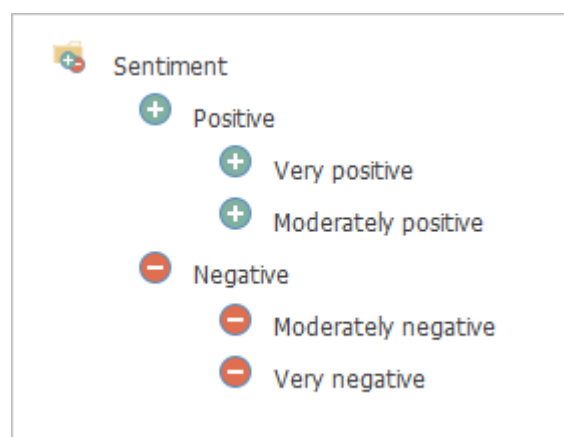 Sentiment
Positive
Very positive
Moderately positive
Negative
Moderately negative
Very negative